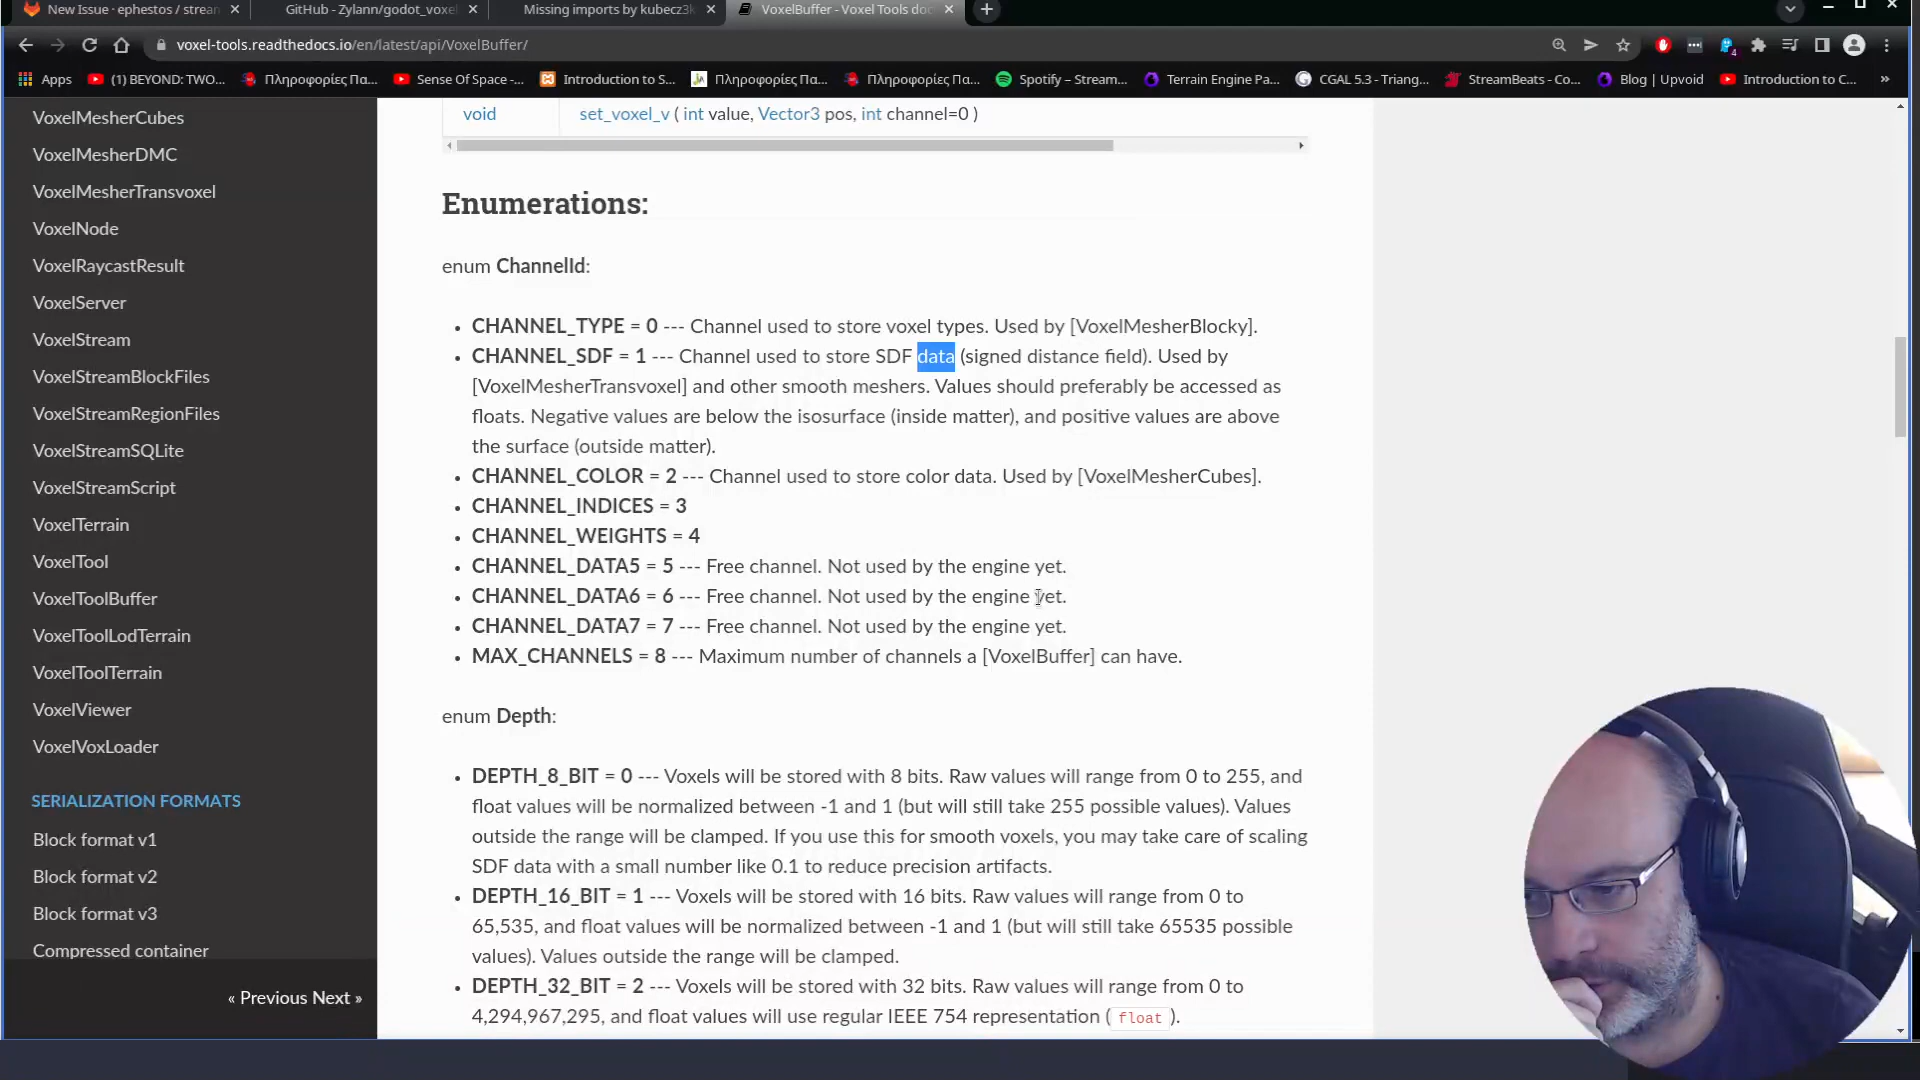 New Issue · ephestos / strea
GitHub - Zylann/godot_voxel
Missing imports by kubecz3k
VoxelBuffer - Voxel Tools doc
voxel-tools.readthedocs.io/en/latest/api/VoxelBuffer/
Apps
(1) BEYOND: TWO...
Πληροφορίες Πα...
Sense Of Space -...
Introduction to S...
Πληροφορίες Πα...
Πληροφορίες Πα...
Spotify – Stream...
Terrain Engine Pa...
CGAL 5.3 - Triang...
StreamBeats - Co...
Blog | Upvoid
Introduction to C...
»
VoxelMesherCubes
VoxelMesherDMC
VoxelMesherTransvoxel
VoxelNode
VoxelRaycastResult
VoxelServer
VoxelStream
VoxelStreamBlockFiles
VoxelStreamRegionFiles
VoxelStreamSQLite
VoxelStreamScript
VoxelTerrain
VoxelTool
VoxelToolBuffer
VoxelToolLodTerrain
VoxelToolTerrain
VoxelViewer
VoxelVoxLoader
SERIALIZATION FORMATS
Block format v1
Block format v2
Block format v3
Compressed container
« Previous Next »
void set_voxel_v ( int value, Vector3 pos, int channel=0 )
Enumerations:
enum ChannelId:
• CHANNEL_TYPE = 0 --- Channel used to store voxel types. Used by [VoxelMesherBlocky].
• CHANNEL_SDF = 1 --- Channel used to store SDF data (signed distance field). Used by
[VoxelMesherTransvoxel] and other smooth meshers. Values should preferably be accessed as
floats. Negative values are below the isosurface (inside matter), and positive values are above
the surface (outside matter).
• CHANNEL_COLOR = 2 --- Channel used to store color data. Used by [VoxelMesherCubes].
• CHANNEL_INDICES = 3
• CHANNEL_WEIGHTS = 4
• CHANNEL_DATA5 = 5 --- Free channel. Not used by the engine yet.
• CHANNEL_DATA6 = 6 --- Free channel. Not used by the engine yet.
• CHANNEL_DATA7 = 7 --- Free channel. Not used by the engine yet.
• MAX_CHANNELS = 8 --- Maximum number of channels a [VoxelBuffer] can have.
enum Depth:
• DEPTH_8_BIT = 0 --- Voxels will be stored with 8 bits. Raw values will range from 0 to 255, and
float values will be normalized between -1 and 1 (but will still take 255 possible values). Values
outside the range will be clamped. If you use this for smooth voxels, you may take care of scaling
SDF data with a small number like 0.1 to reduce precision artifacts.
• DEPTH_16_BIT = 1 --- Voxels will be stored with 16 bits. Raw values will range from 0 to
65,535, and float values will be normalized between -1 and 1 (but will still take 65535 possible
values). Values outside the range will be clamped.
• DEPTH_32_BIT = 2 --- Voxels will be stored with 32 bits. Raw values will range from 0 to
4,294,967,295, and float values will use regular IEEE 754 representation ( float ).